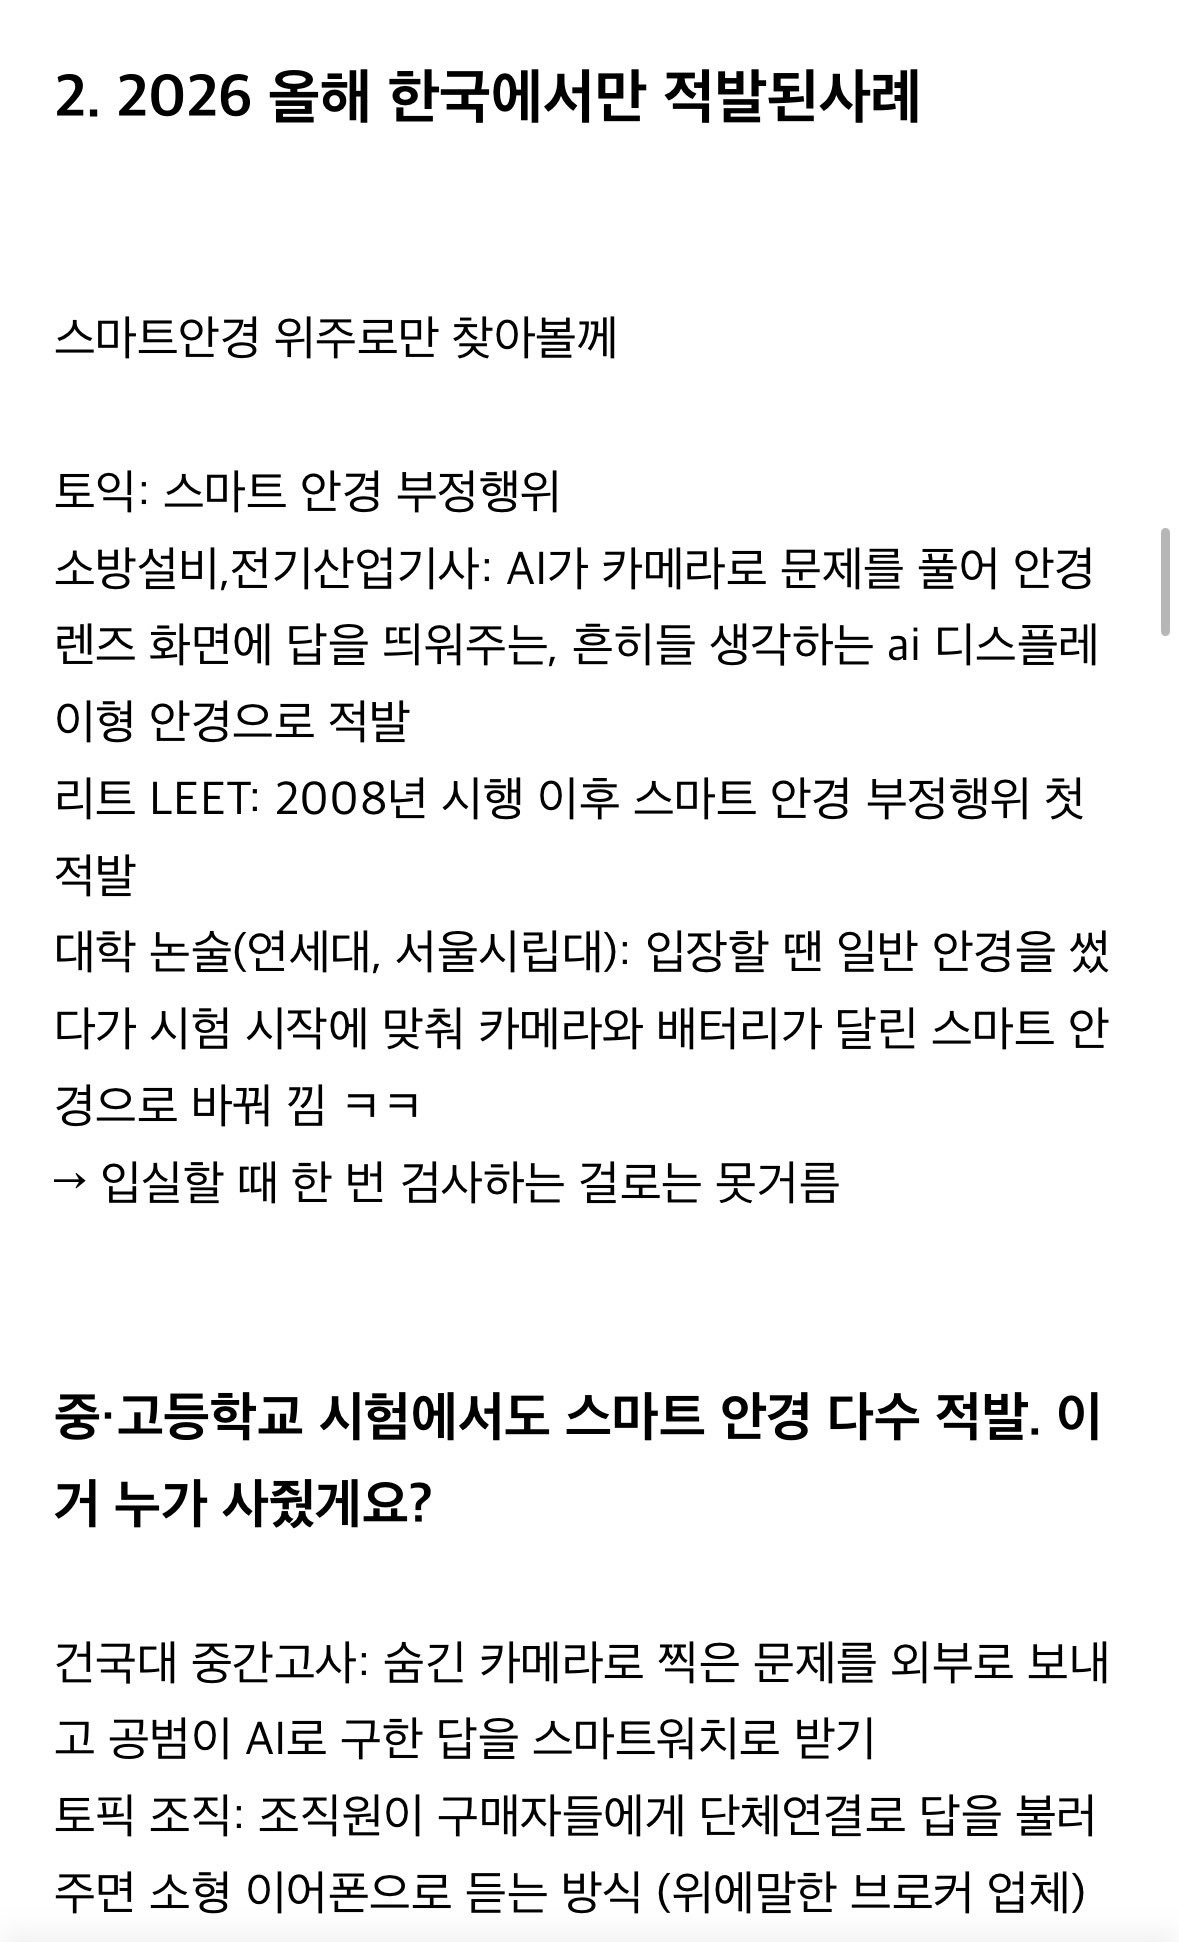 2. 2026 올해 한국에서만 적발된사례
스마트안경 위주로만 찾아볼께
토익: 스마트 안경 부정행위
소방설비,전기산업기사: AI가 카메라로 문제를 풀어 안경
렌즈 화면에 답을 띄워주는, 흔히들 생각하는 ai 디스플레
이형 안경으로 적발
리트 LEET: 2008년 시행 이후 스마트 안경 부정행위 첫
적발
대학 논술(연세대, 서울시립대): 입장할 땐 일반 안경을 썼
다가 시험 시작에 맞춰 카메라와 배터리가 달린 스마트 안
경으로 바꿔 낌 ㅋㅋ
→ 입실할 때 한 번 검사하는 걸로는 못거름
중·고등학교 시험에서도 스마트 안경 다수 적발. 이
거 누가 사줬게요?
건국대 중간고사: 숨긴 카메라로 찍은 문제를 외부로 보내
고 공범이 AI로 구한 답을 스마트워치로 받기
토픽 조직: 조직원이 구매자들에게 단체연결로 답을 불러
주면 소형 이어폰으로 듣는 방식 (위에말한 브로커 업체)